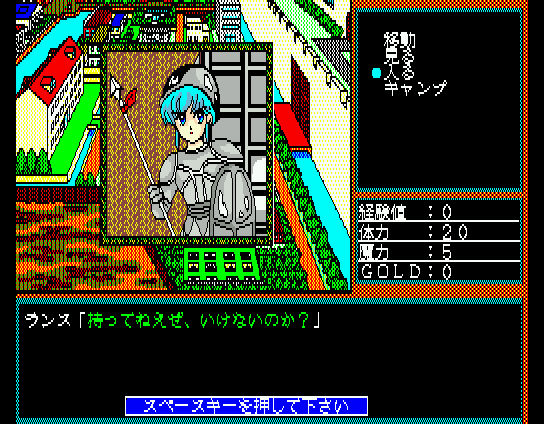 移動
見る
入る
キャンプ
経験値 :0
体力 :20
魔力 :5
GOLD:0
ランス「持ってねえぜ、いけないのか?」
スペースキーを押して下さい